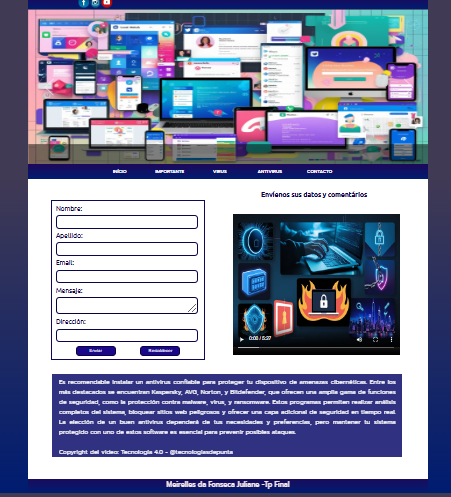 INÍCIO IMPORTANTE VIRUS ANTIVIRUS CONTACTO
Envíenos sus datos y comentários
Nombre:
Apellido:
Email:
Mensaje:
Dirección:
Enviar Restablecer
0:00 / 5:27
Es recomendable instalar un antivirus confiable para proteger tu dispositivo de amenazas cibernéticas. Entre los
más destacados se encuentran Kaspersky, AVG, Norton, y Bitdefender, que ofrecen una amplia gama de funciones
de seguridad, como la protección contra malware, virus, y ransomware. Estos programas permiten realizar análisis
completos del sistema, bloquear sitios web peligrosos y ofrecer una capa adicional de seguridad en tiempo real.
La elección de un buen antivirus dependerá de tus necesidades y preferencias, pero mantener tu sistema
protegido con uno de estos software es esencial para prevenir posibles ataques.
Copyright del video: Tecnología 4.0 - @tecnologiasdepunta
Meirelles da Fonseca Juliane -Tp Final